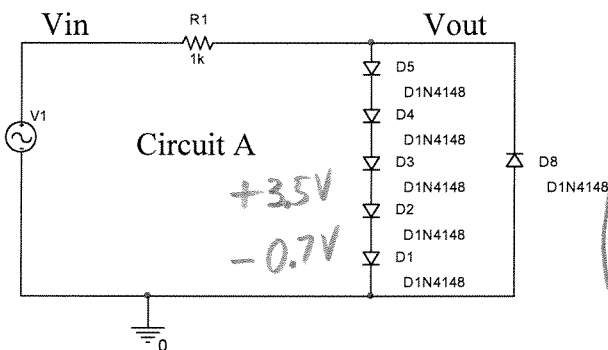 Vin
R1
Vout
1k
D5
D1N4148
V1
D4
D1N4148
Circuit A
D3
D8
+3.5V
D1N4148
D1N4148
D2
-0.7V
D1N4148
D1
D1N4148
0